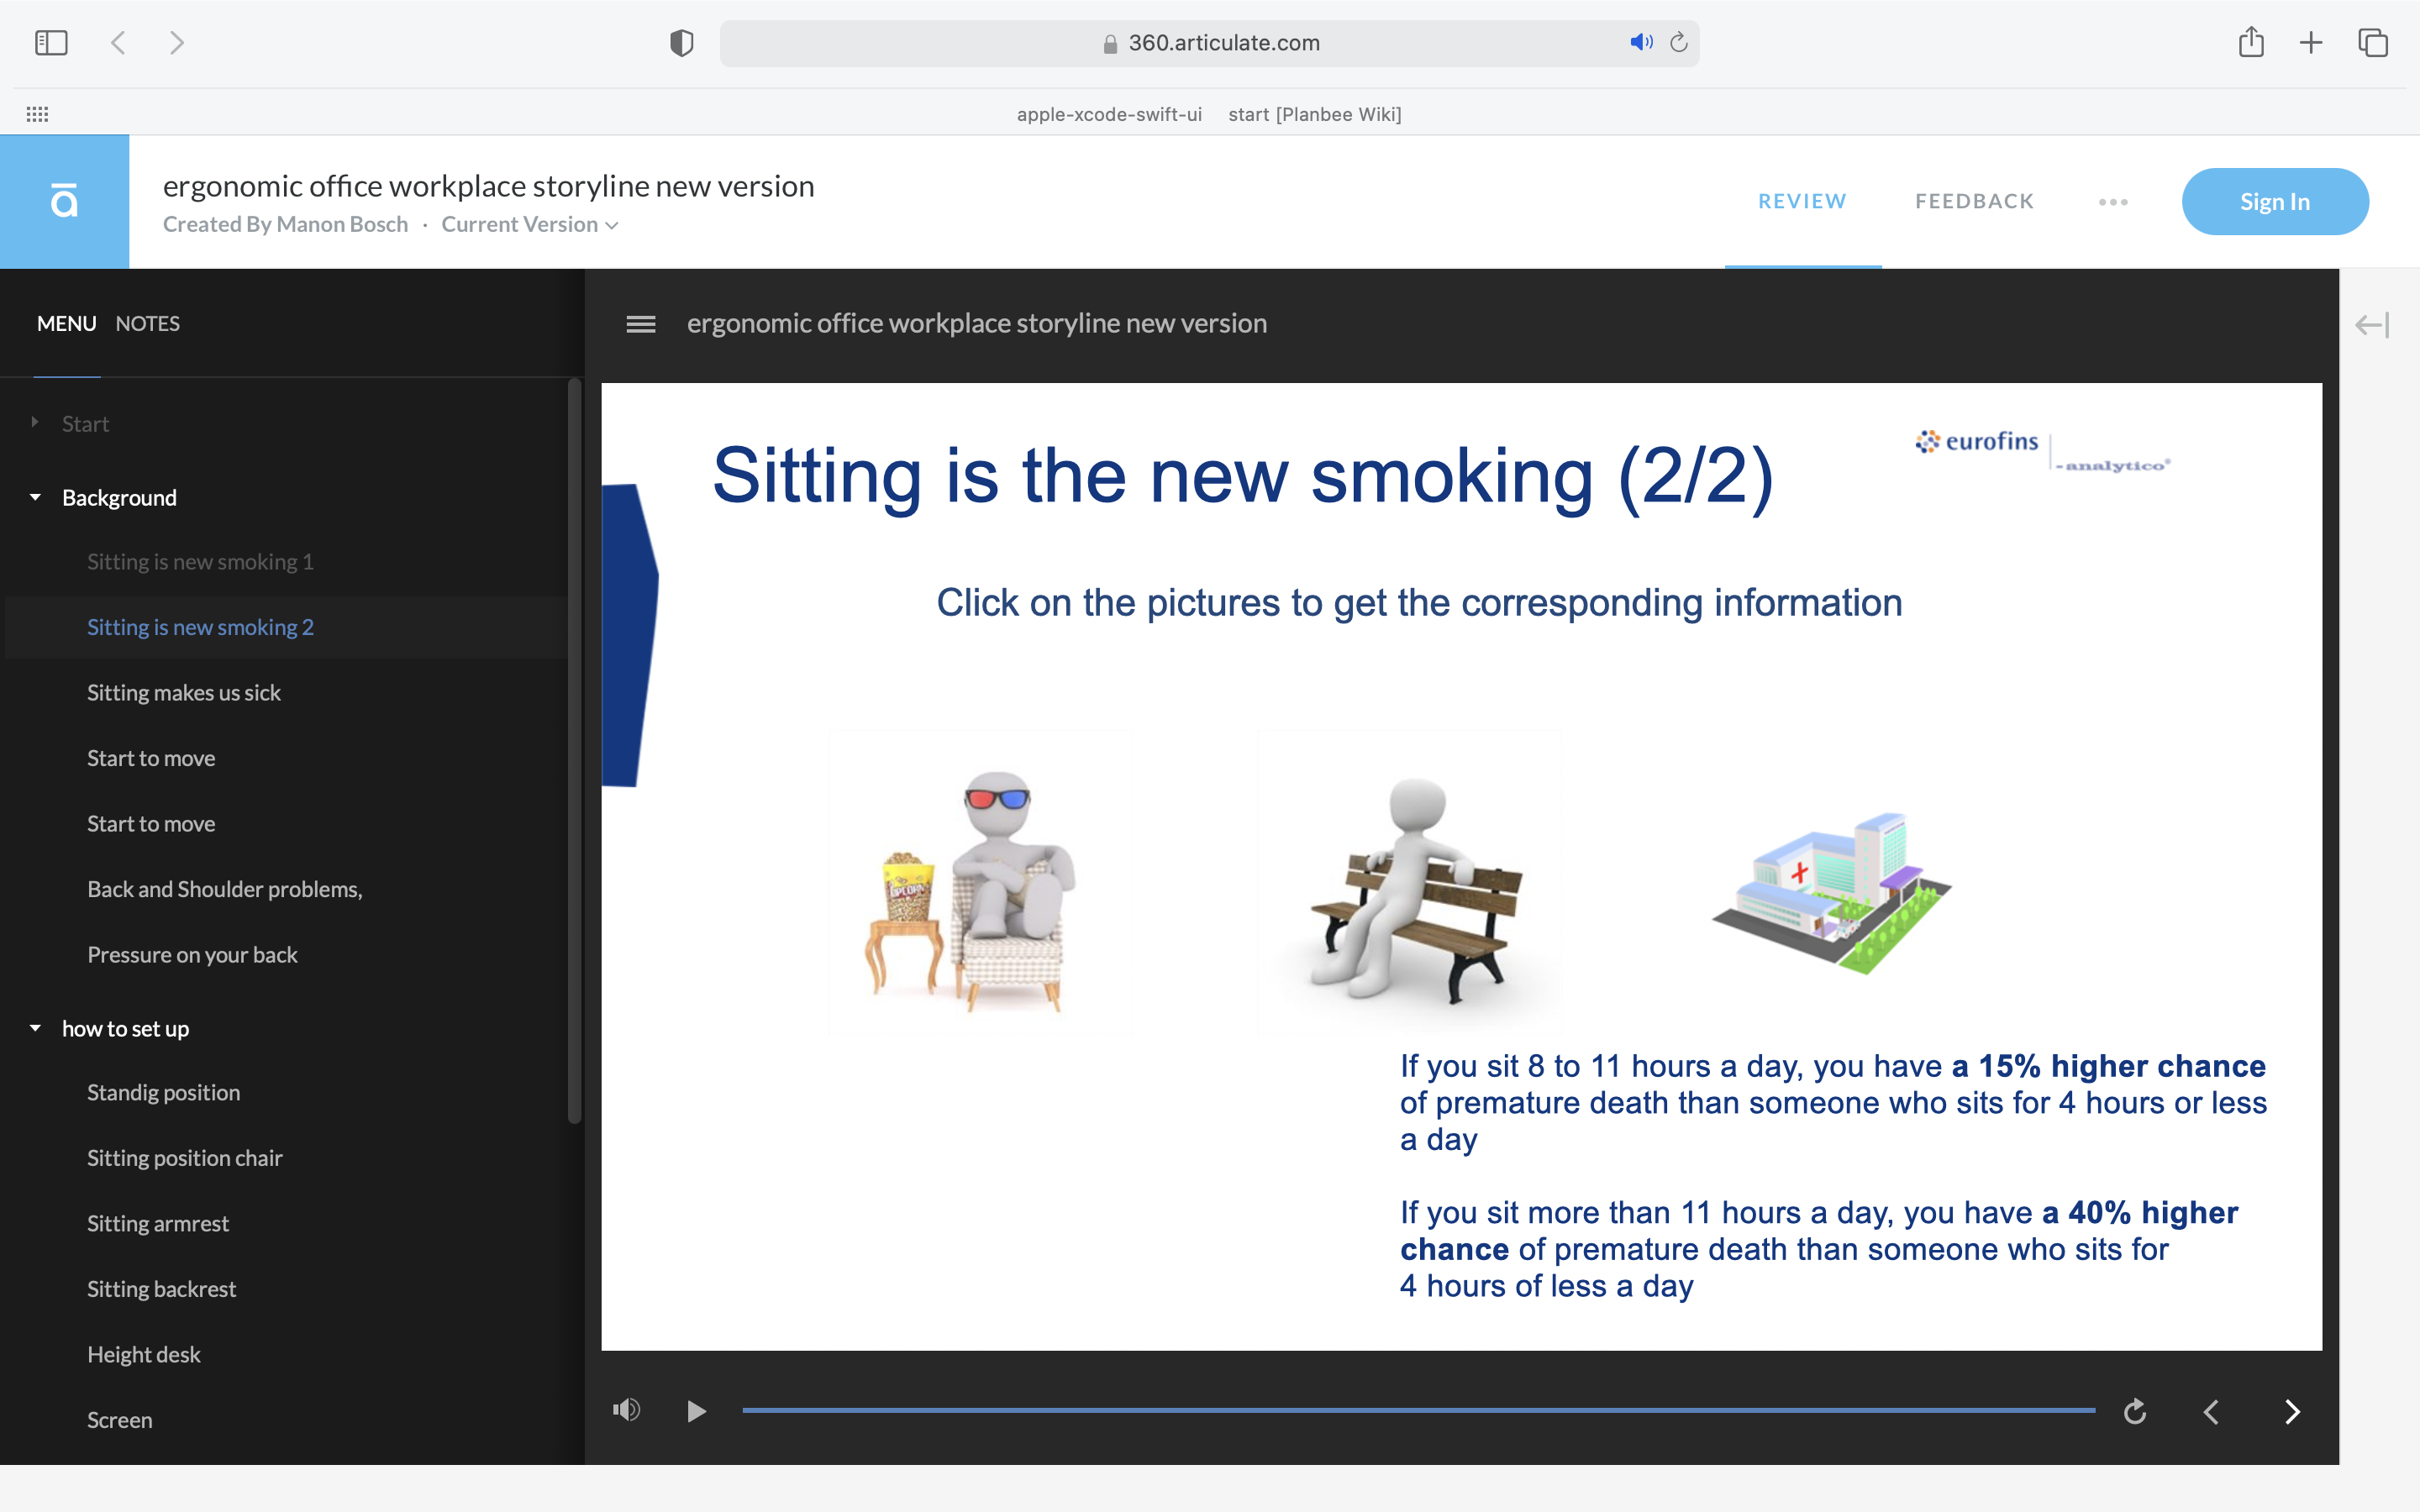 360.articulate.com
apple-xcode-swift-ui start [Planbee Wiki]
ā
ergonomic office workplace storyline new version
Created By Manon Bosch · Current Version
REVIEW FEEDBACK Sign In
MENU NOTES
Start
Background
Sitting is new smoking 1
Sitting is new smoking 2
Sitting makes us sick
Start to move
Start to move
Back and Shoulder problems,
Pressure on your back
how to set up
Standig position
Sitting position chair
Sitting armrest
Sitting backrest
Height desk
Screen
ergonomic office workplace storyline new version
Sitting is the new smoking (2/2)
eurofins
-analytico®
Click on the pictures to get the corresponding information
POPCORN
If you sit 8 to 11 hours a day, you have a 15% higher chance
of premature death than someone who sits for 4 hours or less
a day
If you sit more than 11 hours a day, you have a 40% higher
chance of premature death than someone who sits for
4 hours of less a day